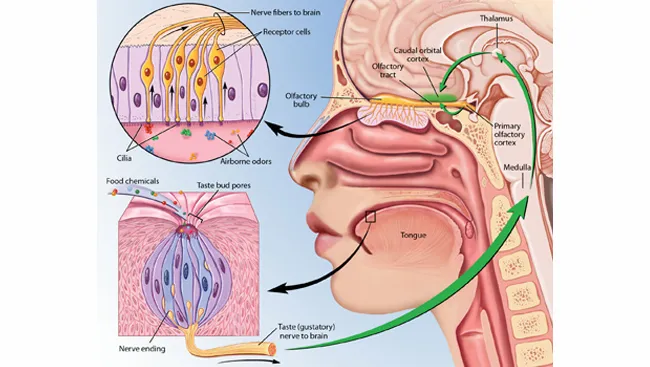 Nerve fibers to brain
Receptor cells
Thalamus
Caudal orbital
cortex
Olfactory
tract
Olfactory
bulb
Primary
olfactory
cortex
Medulla
Cilia
Airborne odors
Food chemicals
Taste bud pores
Tongue
Taste (gustatory)
nerve to brain
Nerve ending